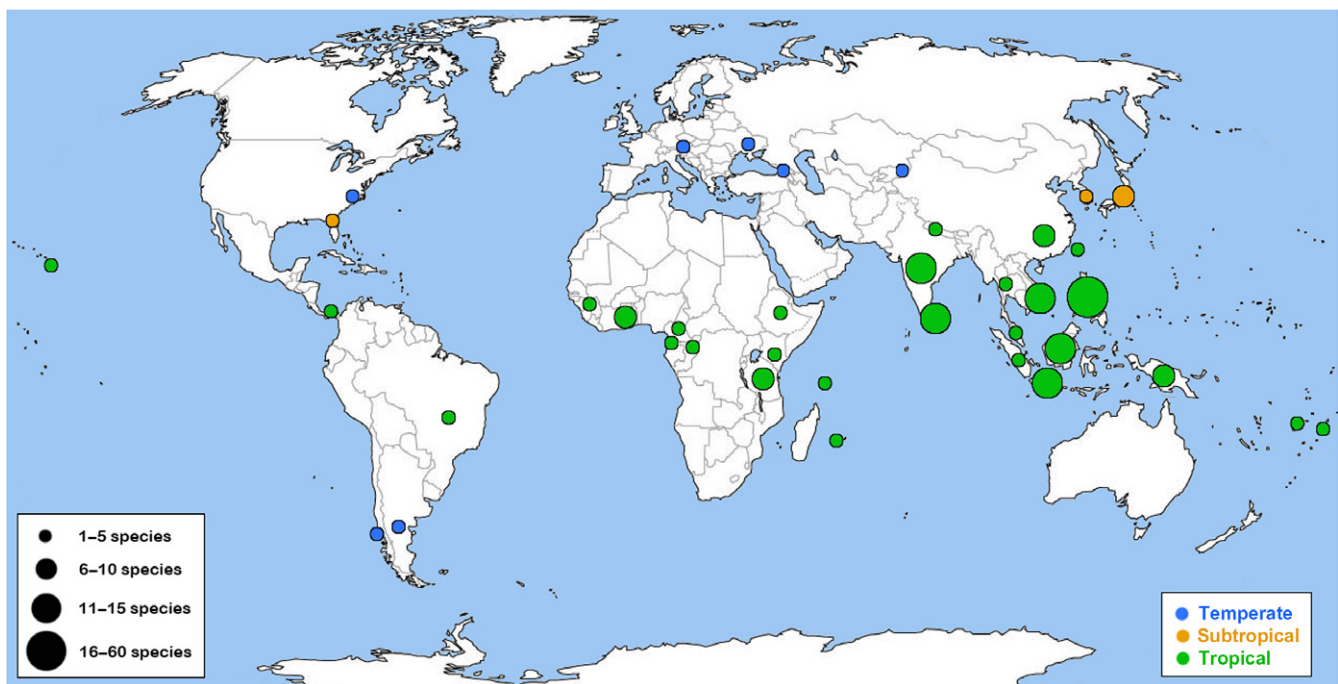 1–5 species
6–10 species
11–15 species
16–60 species
Temperate
Subtropical
Tropical